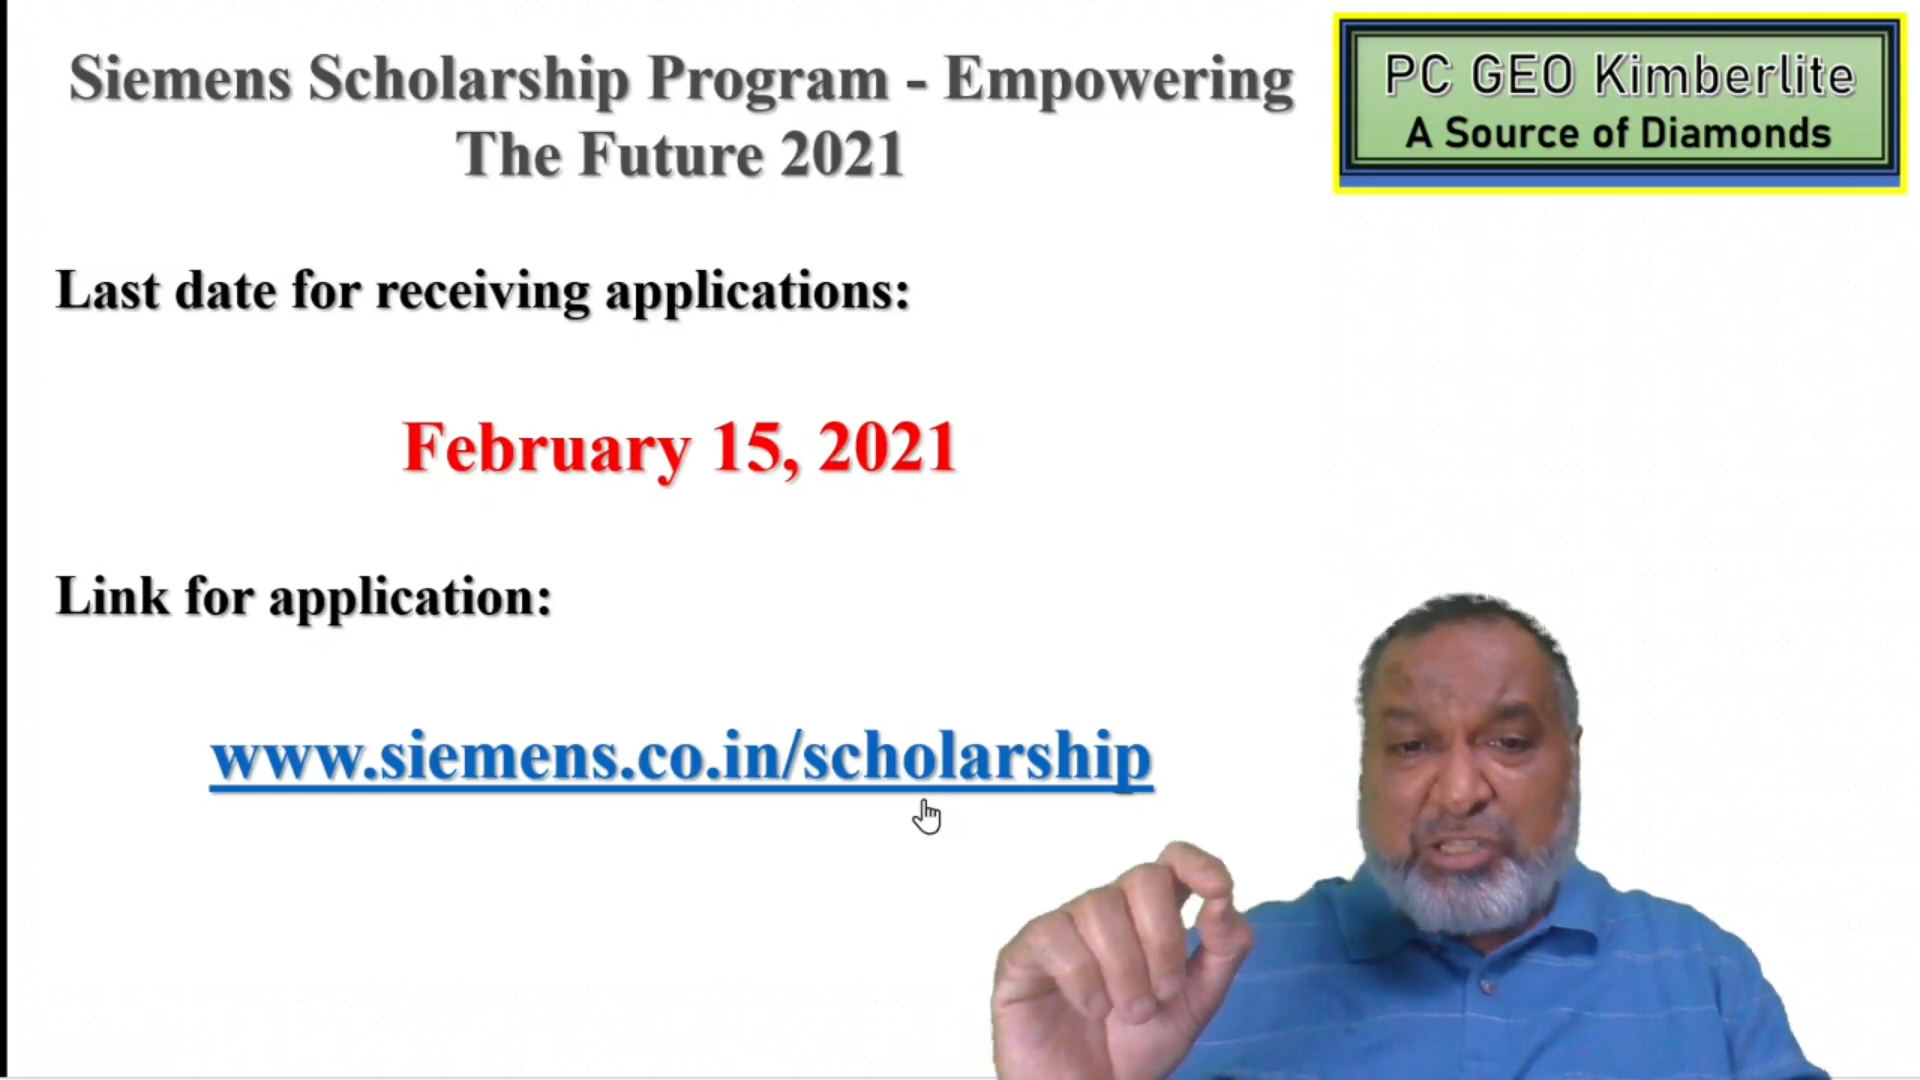 Siemens Scholarship Program - Empowering
The Future 2021
PC GEO Kimberlite
A Source of Diamonds
Last date for receiving applications:
February 15, 2021
Link for application:
www.siemens.co.in/scholarship